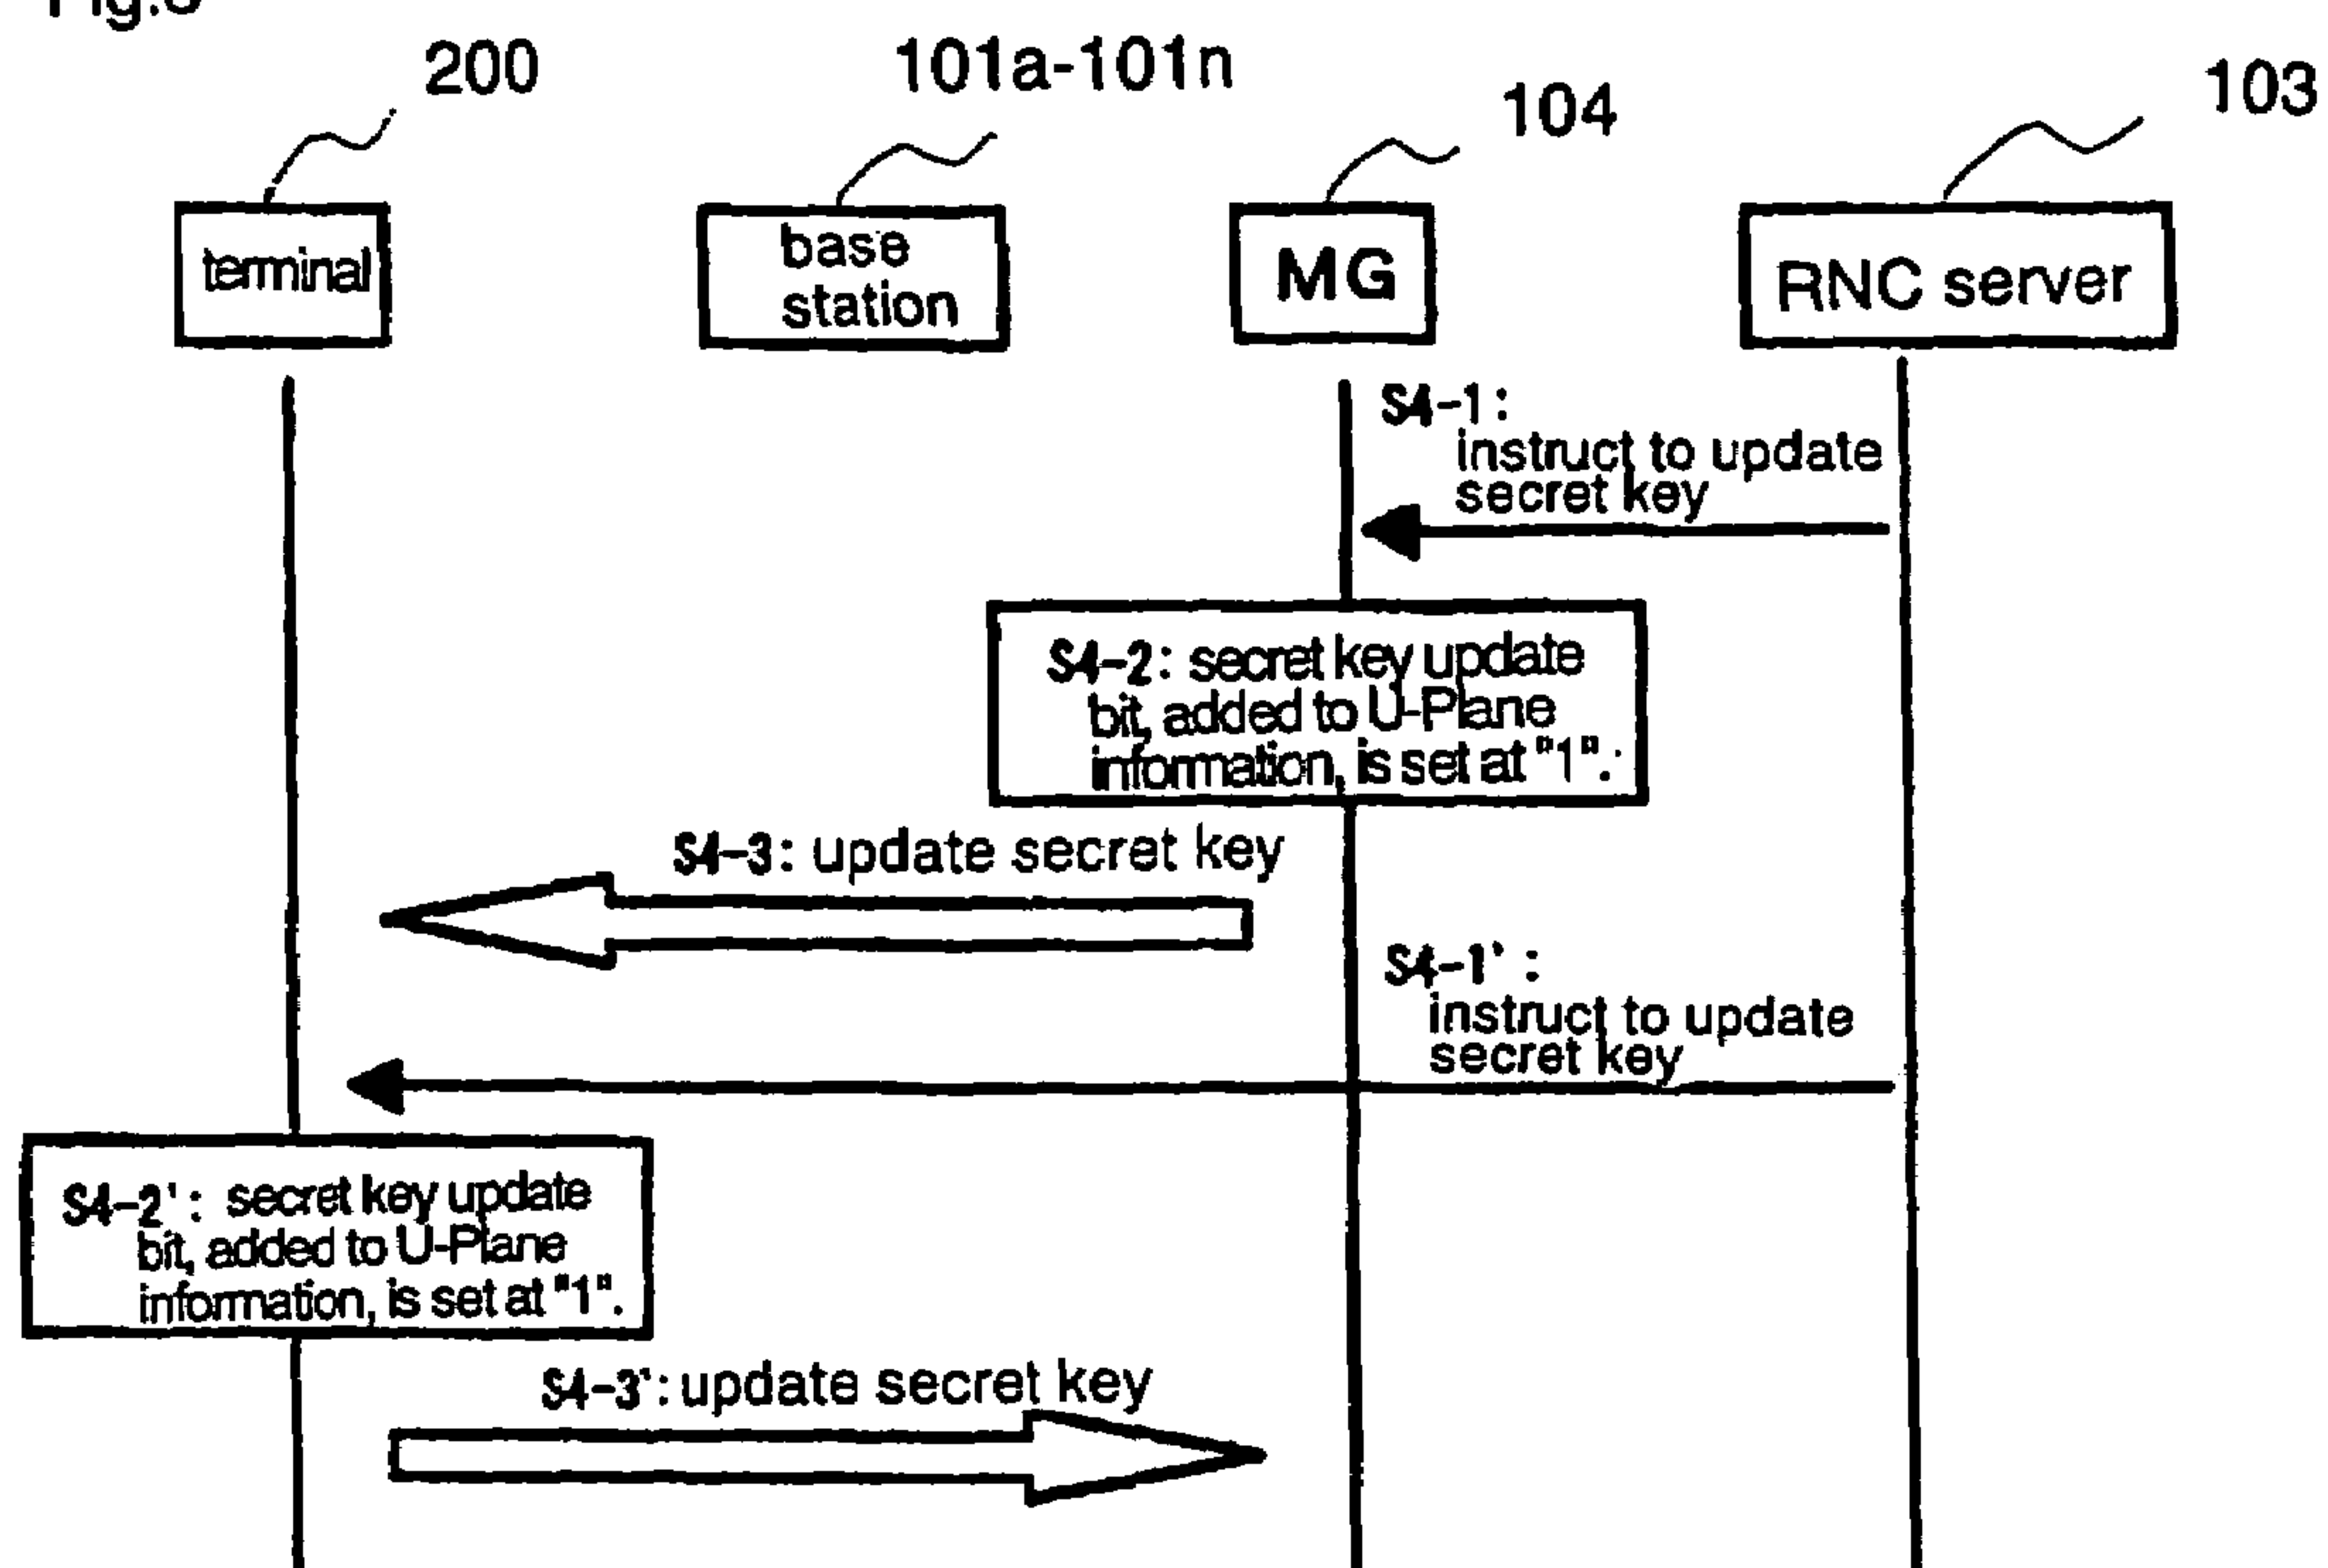 200
101a-101n
104
103
terminal
base
station
MG
RNC server
S4-1:
instruct to update
secret key
S4-2: secret key update
bit, added to U-Plane
information, is set at "1".
S4-3: update secret key
S4-1' :
instruct to update
secret key
S4-2' : secret key update
bit, added to U-Plane
information, is set at "1".
S4-3': update secret key